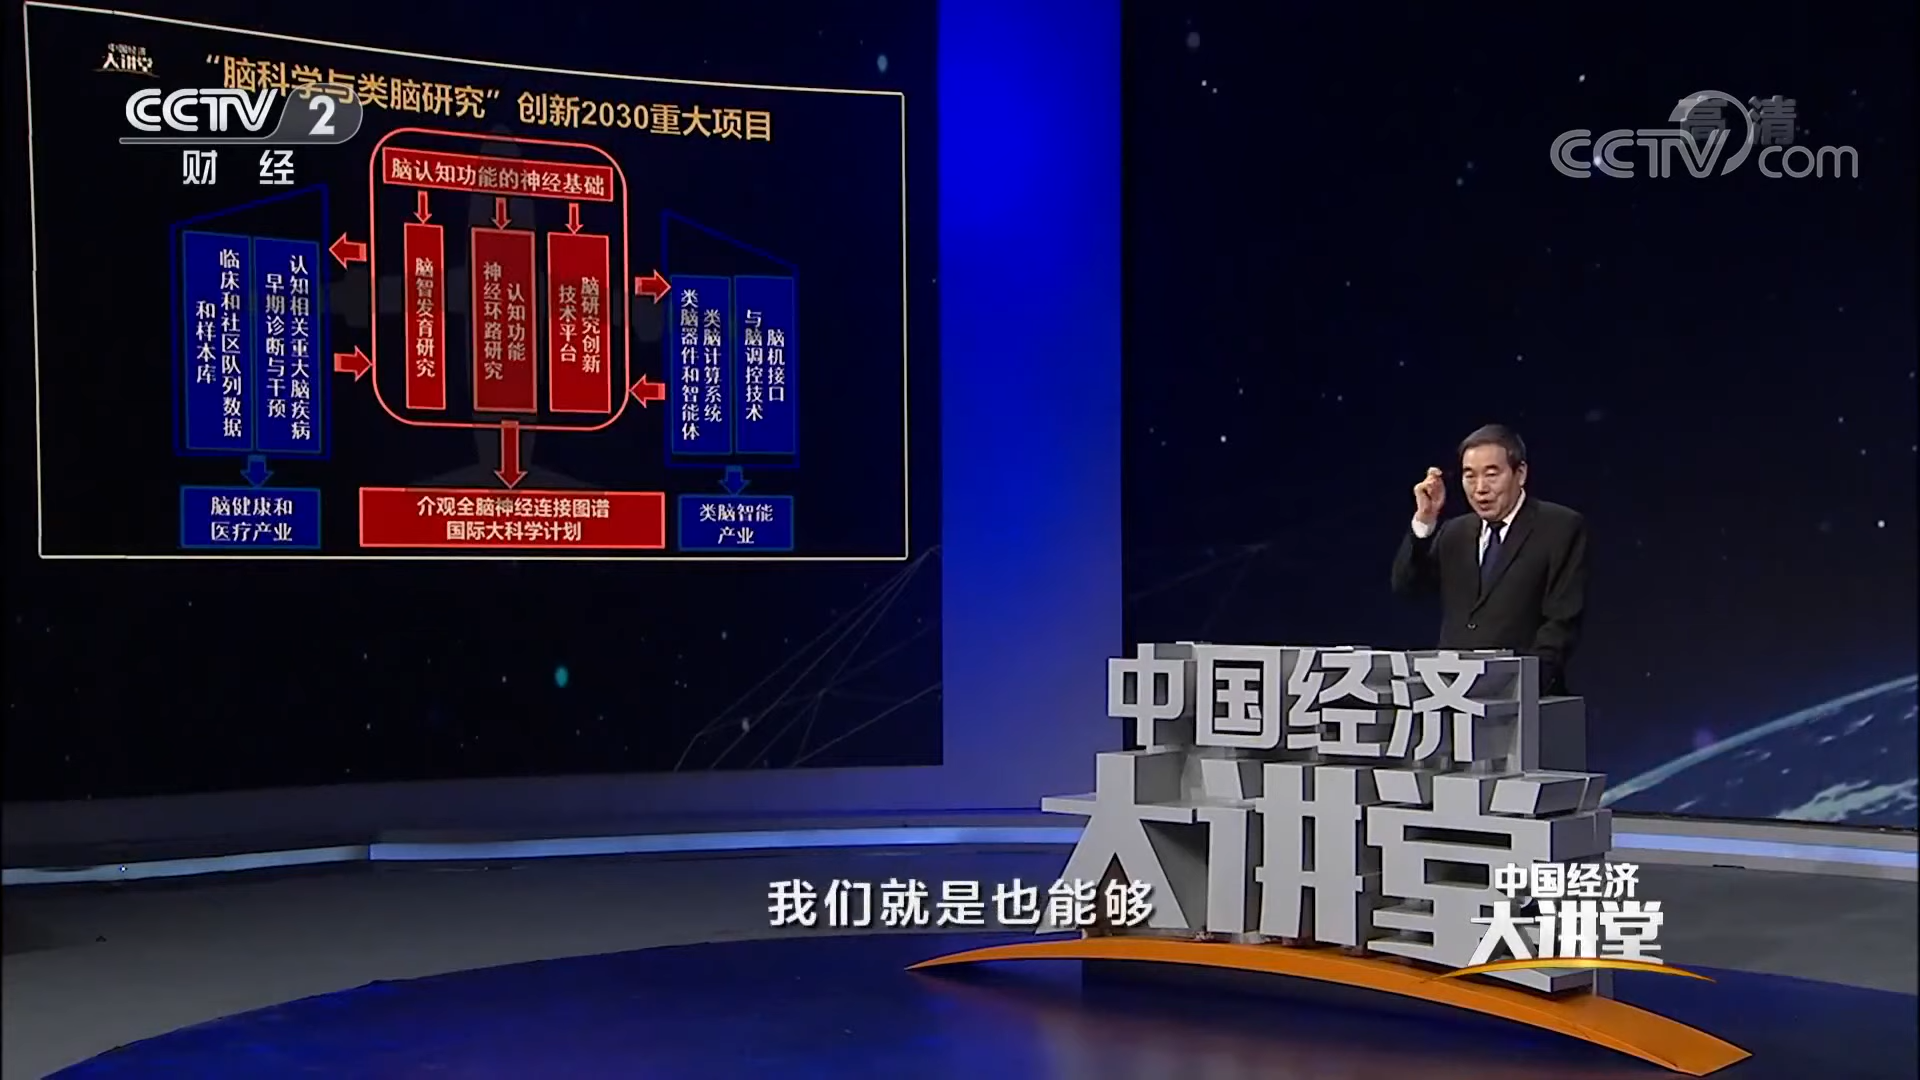 中国经济
大讲堂
“脑科学与类脑研究”创新2030重大项目
CCTV 2
财 经
高清
CCTV.com
脑认知功能的神经基础
脑智发育研究
认知功能
神经环路研究
脑研究创新
技术平台
认知相关重大脑疾病
早期诊断与干预
临床和社区队列数据
和样本库
脑机接口
与脑调控技术
类脑计算系统
类脑器件和智能体
脑健康和
医疗产业
介观全脑神经连接图谱
国际大科学计划
类脑智能
产业
中国经济
大讲堂
我们就是也能够
中国经济
大讲堂